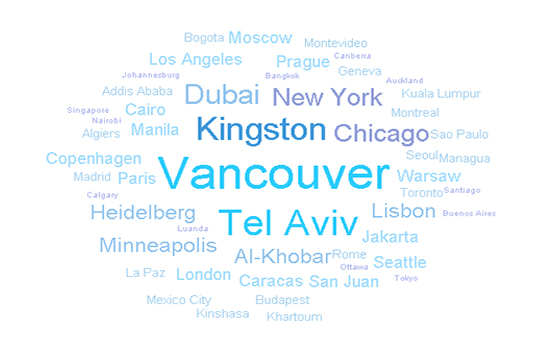 Bogota Moscow Montevideo
Los Angeles Prague Canberra
Johannesburg Bangkok Geneva Auckland
Addis Ababa Dubai New York Kuala Lumpur
Singapore Cairo Montreal
Nairobi Kingston Chicago Sao Paulo
Algiers Manila
Copenhagen Vancouver Seoul Managua
Madrid Paris Warsaw
Calgary Toronto Santiago
Heidelberg Tel Aviv Lisbon Buenos Aires
Luanda
Minneapolis Al-Khobar Rome Jakarta
La Paz London Caracas San Juan Ottawa Seattle
Tokyo
Mexico City Budapest
Kinshasa Khartoum